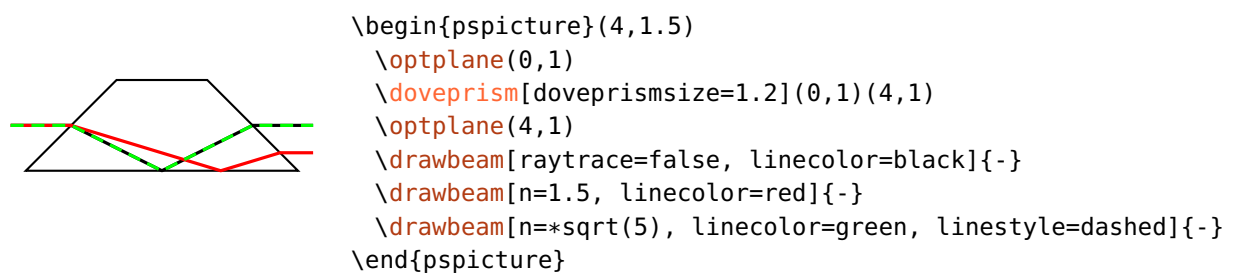 \begin{pspicture}(4,1.5)
\optplane(0,1)
\doveprism[doveprismsize=1.2](0,1)(4,1)
\optplane(4,1)
\drawbeam[raytrace=false, linecolor=black]{-}
\drawbeam[n=1.5, linecolor=red]{-}
\drawbeam[n=*sqrt(5), linecolor=green, linestyle=dashed]{-}
\end{pspicture}